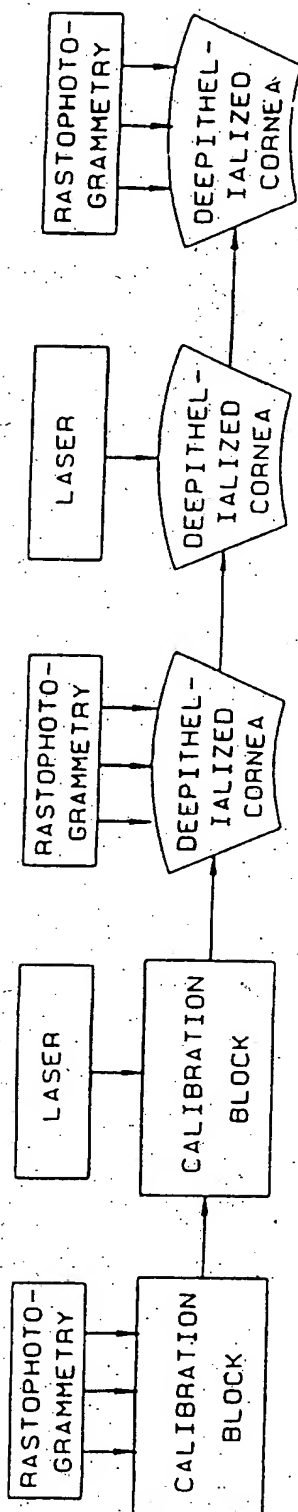 RASTOPHOTO-
GRAMMETRY
CALIBRATION
BLOCK
LASER
CALIBRATION
BLOCK
RASTOPHOTO-
GRAMMETRY
DEEPITHEL-
IALIZED
CORNEA
LASER
DEEPITHEL-
IALIZED
CORNEA
RASTOPHOTO-
GRAMMETRY
DEEPITHEL-
IALIZED
CORNEA